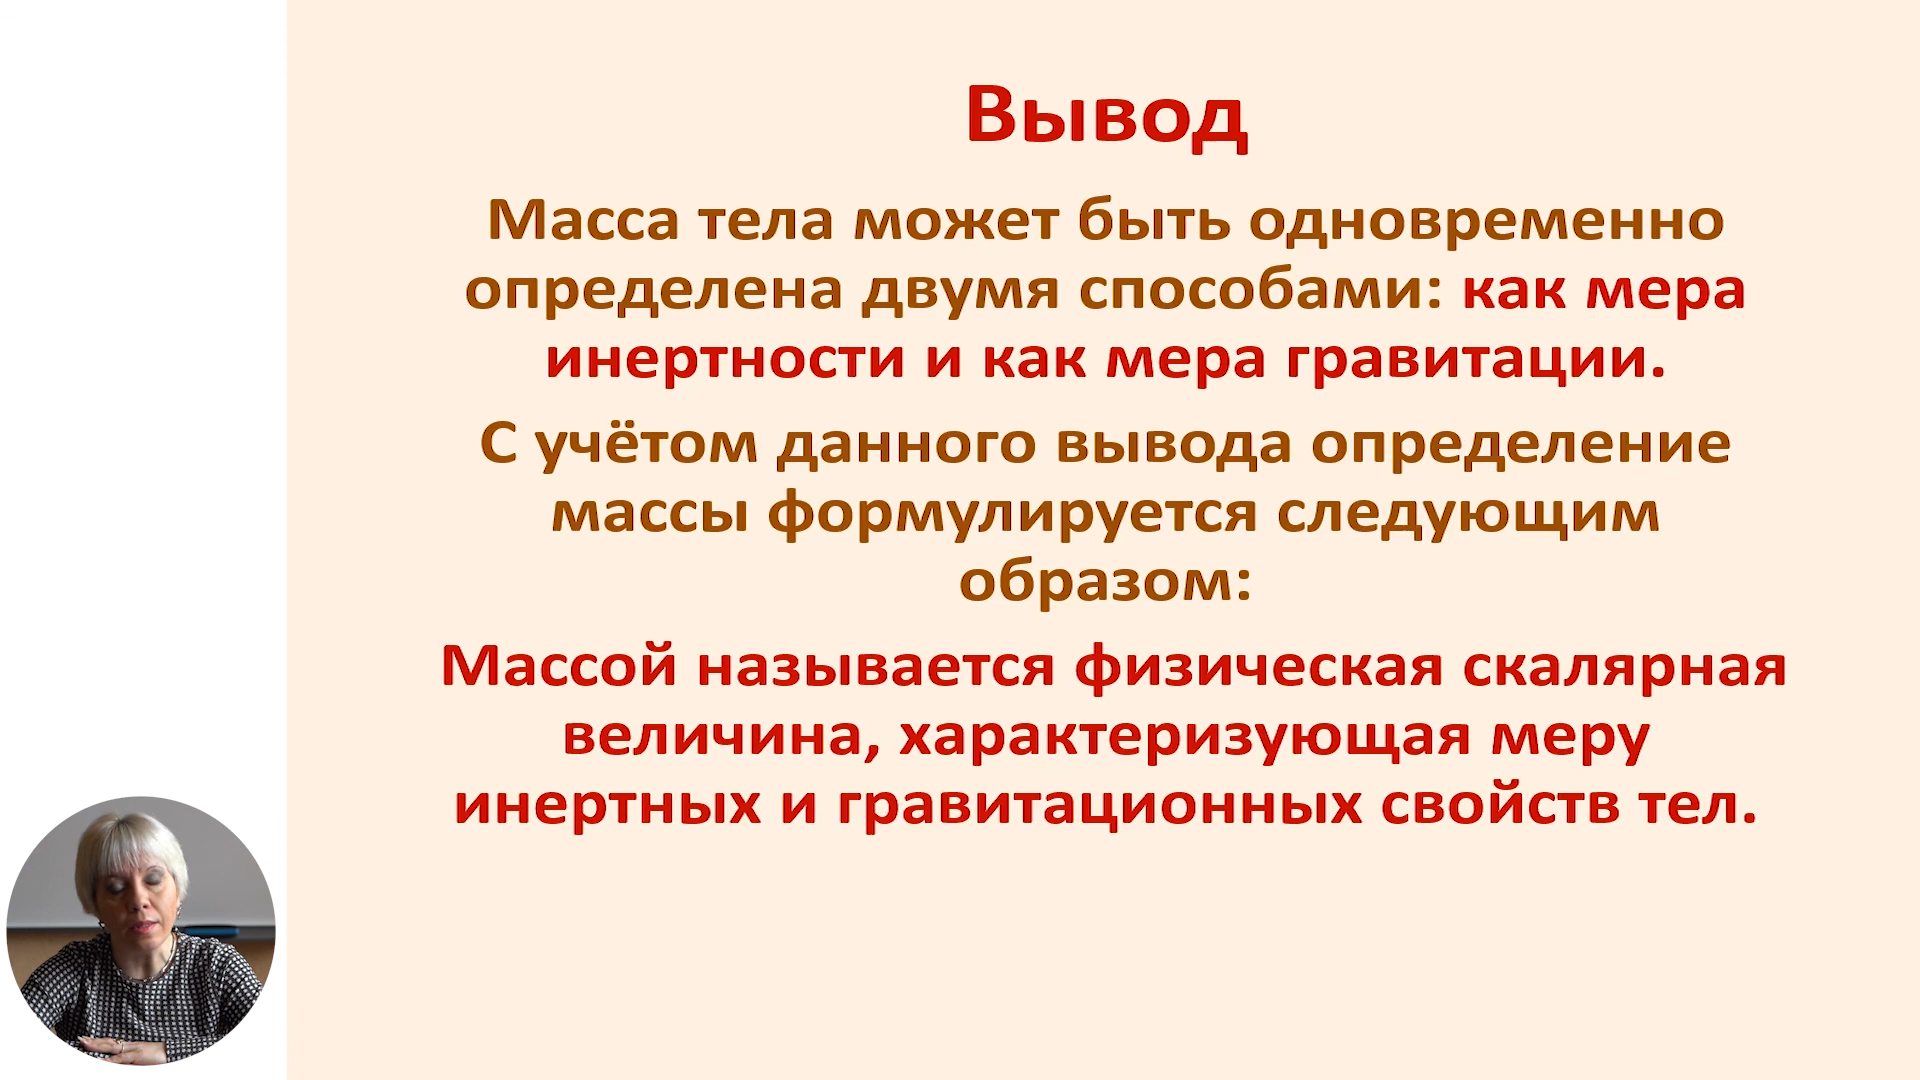 Вывод
Масса тела может быть одновременно
определена двумя способами: как мера
инертности и как мера гравитации.
С учётом данного вывода определение
массы формулируется следующим
образом:
Массой называется физическая скалярная
величина, характеризующая меру
инертных и гравитационных свойств тел.